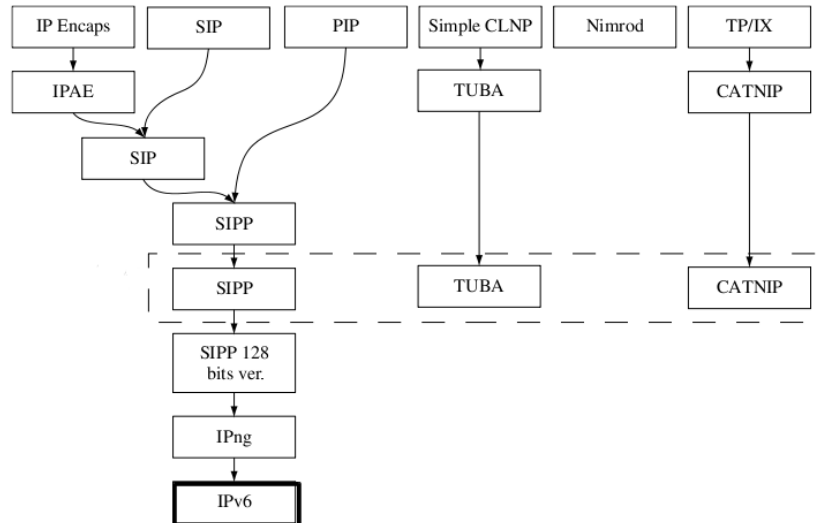 IP Encaps
SIP
PIP
Simple CLNP
Nimrod
TP/IX
IPAE
TUBA
CATNIP
SIP
SIPP
SIPP
TUBA
CATNIP
SIPP 128
bits ver.
IPng
IPv6